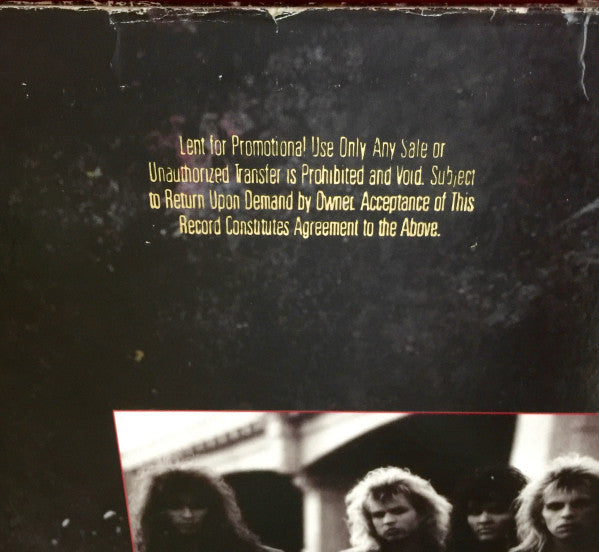 Lent for Promotional Use Only Any Sale or
Unauthorized Transfer is Prohibited and Void. Subject
to Return Upon Demand by Owner. Acceptance of This
Record Constitutes Agreement to the Above.